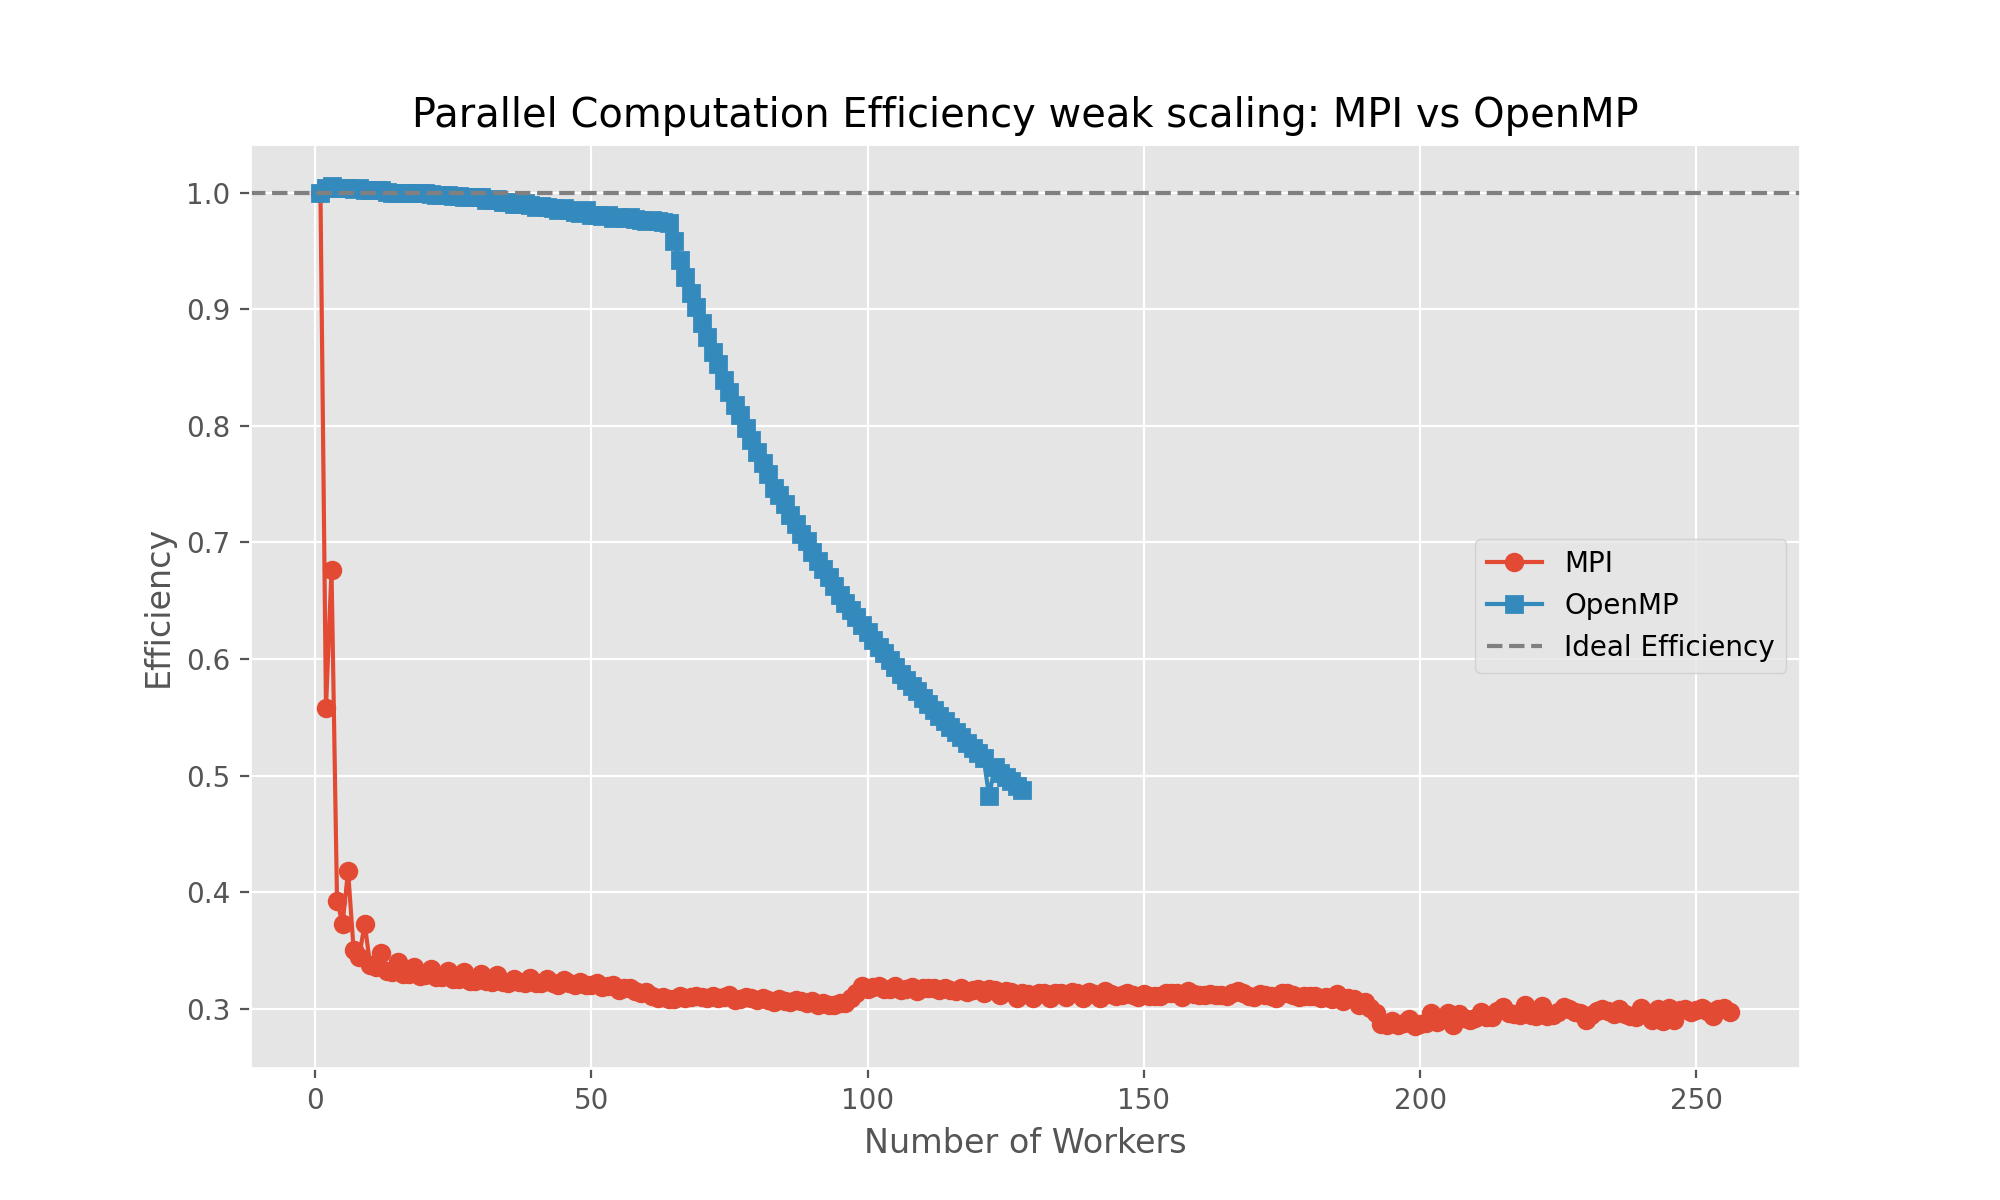 Parallel Computation Efficiency weak scaling: MPI vs OpenMP
1.0
0.9
0.8
0.7
0.6
0.5
0.4
0.3
Efficiency
MPI
OpenMP
Ideal Efficiency
0 50 100 150 200 250
Number of Workers